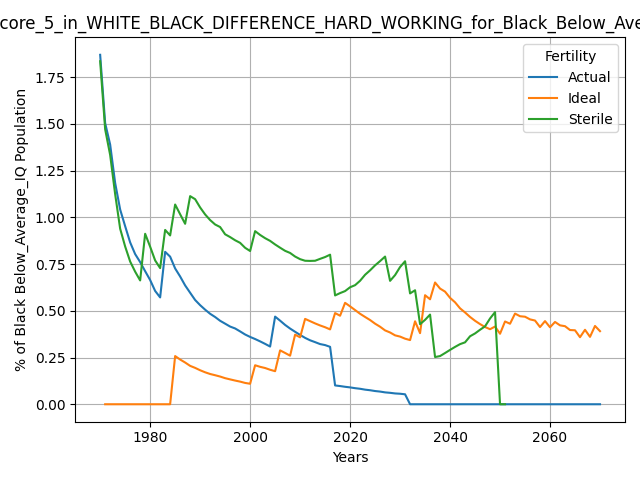 core_5_in_WHITE_BLACK_DIFFERENCE_HARD_WORKING_for_Black_Below_Ave
Fertility
Actual
Ideal
Sterile
% of Black Below_Average_IQ Population
1.75
1.50
1.25
1.00
0.75
0.50
0.25
0.00
1980 2000 2020 2040 2060
Years